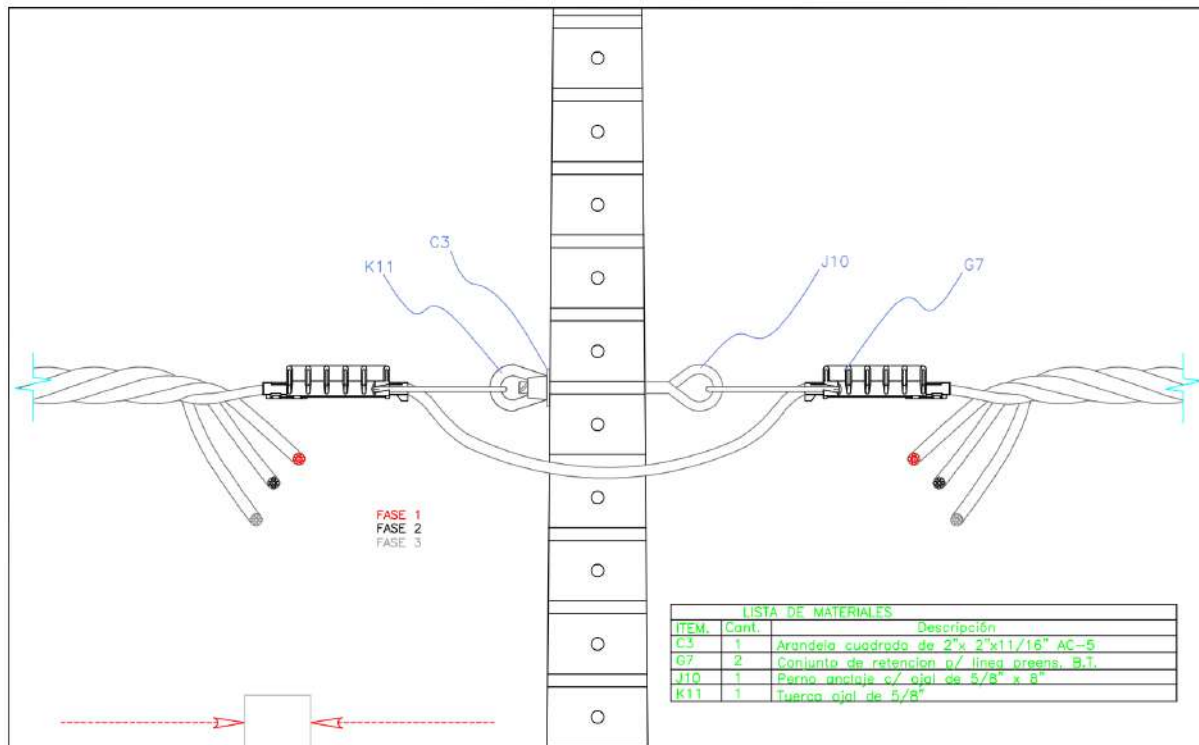 C3
K11
J10
G7
FASE 1
FASE 2
FASE 3
LISTA DE MATERIALES
ITEM. Cant. Descripción
C3 1 Arandela cuadrada de 2"x 2"x11/16" AC-5
G7 2 Conjunto de retencion p/ linea preens. B.T.
J10 1 Perno anclaje c/ ojal de 5/8" x 8"
K11 1 Tuerca ojal de 5/8"